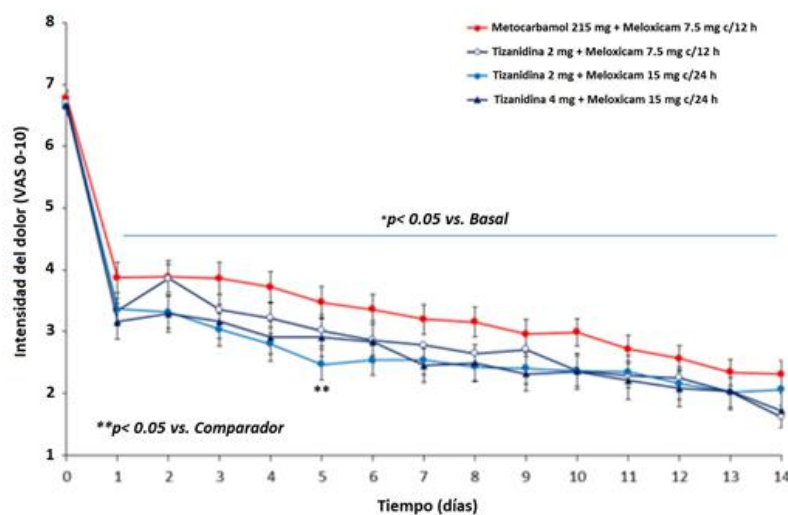 8
7
6
5
4
3
2
1
Intensidad del dolor (VAS 0-10)
Metocarbamol 215 mg + Meloxicam 7.5 mg c/12 h
Tizanidina 2 mg + Meloxicam 7.5 mg c/12 h
Tizanidina 2 mg + Meloxicam 15 mg c/24 h
Tizanidina 4 mg + Meloxicam 15 mg c/24 h
*p< 0.05 vs. Basal
**
**p< 0.05 vs. Comparador
0 1 2 3 4 5 6 7 8 9 10 11 12 13 14
Tiempo (días)